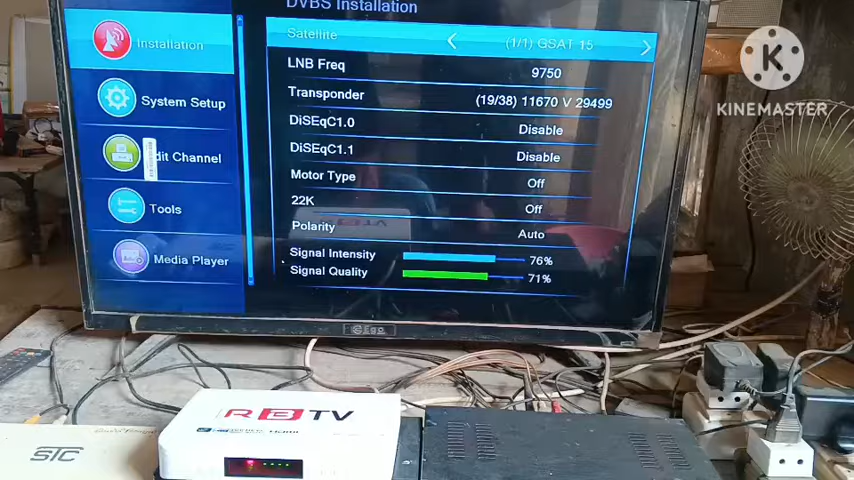 DVBS Installation
Installation
System Setup
dit Channel
Tools
Media Player
Satellite (1/1) GSAT 15
LNB Freq 9750
Transponder (19/38) 11670 V 29499
DiSEqC1.0 Disable
DiSEqC1.1 Disable
Motor Type Off
22K Off
Polarity Auto
Signal Intensity 76%
Signal Quality 71%
KINEMASTER
Ego
RBTV
STC